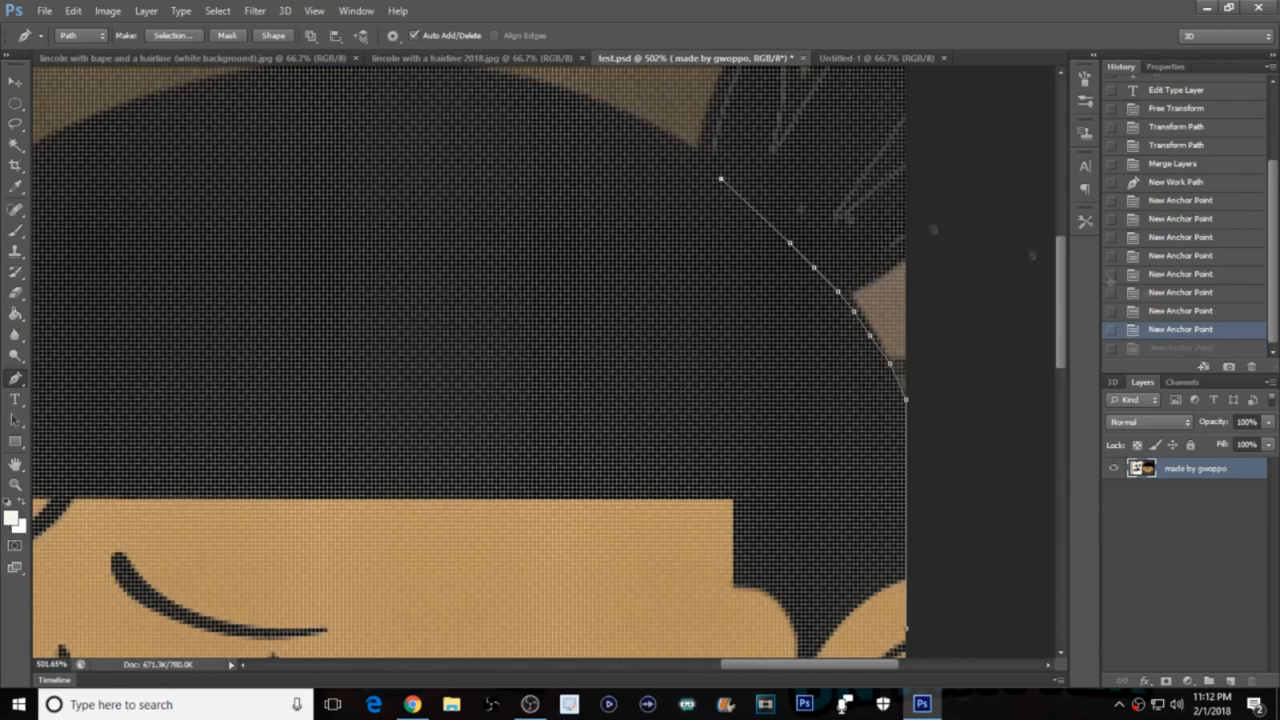 Ps File Edit Image Layer Type Select Filter 3D View Window Help
Path Make: Selection... Mask Shape Auto Add/Delete Align Edges 3D
lincoln with bape and a hairline (white background).jpg @ 66.7% (RGB/8) × lincoln with a hairline 2018.jpg @ 66.7% (RGB/8) × test.psd @ 502% ( made by gwoppo, RGB/8*) * × Untitled-1 @ 66.7% (RGB/8) ×
History Properties
Edit Type Layer
Free Transform
Transform Path
Transform Path
Merge Layers
New Work Path
New Anchor Point
New Anchor Point
New Anchor Point
New Anchor Point
New Anchor Point
New Anchor Point
New Anchor Point
New Anchor Point
New Anchor Point
3D Layers Channels
Kind
Normal Opacity: 100%
Lock: Fill: 100%
made by gwoppo
501.65% Doc: 671.3K/780.0K
Timeline
Type here to search
11:12 PM
2/1/2018